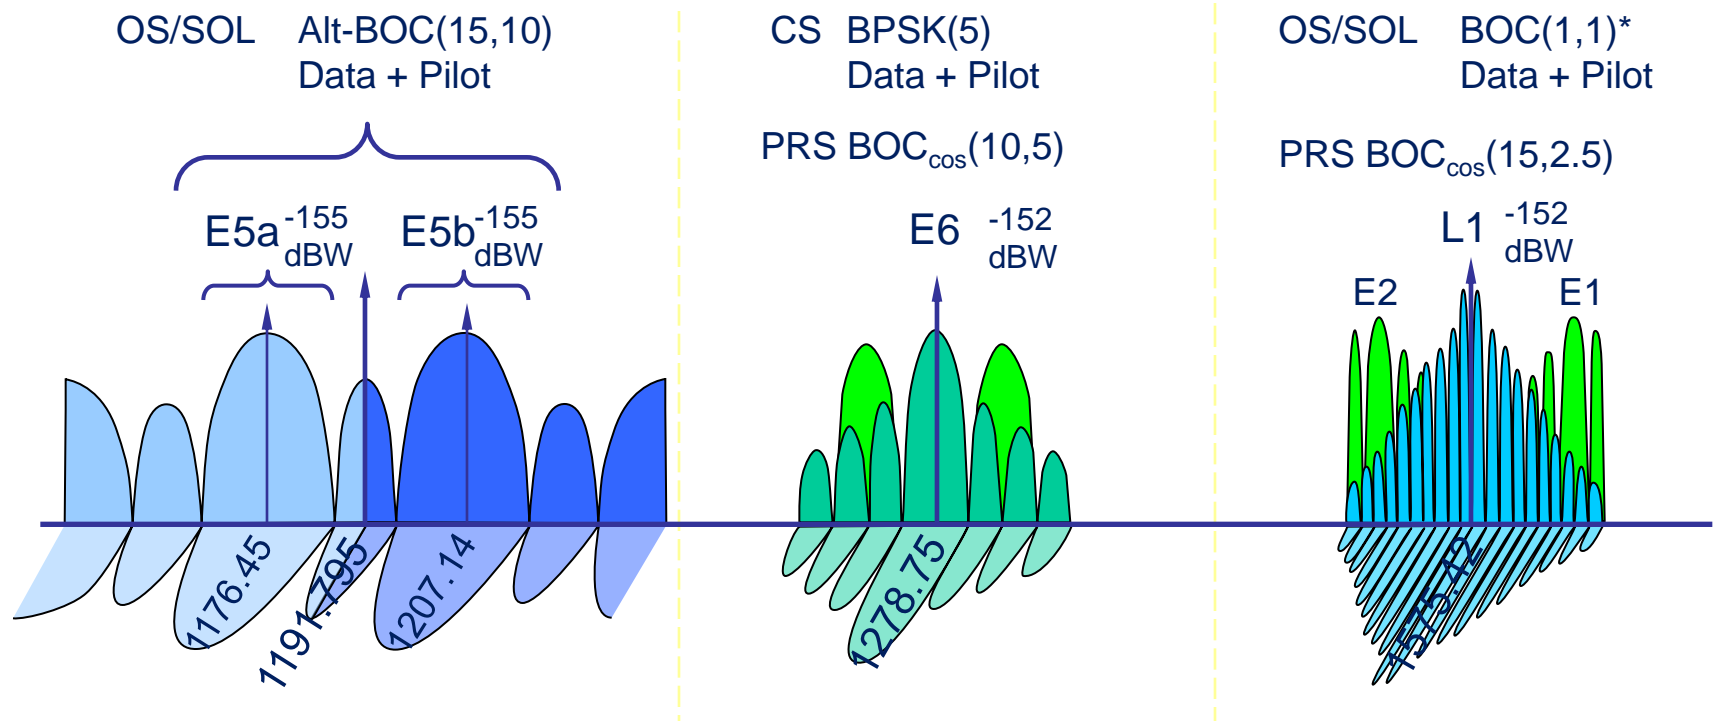 OS/SOL Alt-BOC(15,10)
Data + Pilot
E5a -155 dBW
E5b -155 dBW
1176.45
1191.795
1207.14
CS BPSK(5)
Data + Pilot
PRS BOCcos(10,5)
E6 -152 dBW
1278.75
OS/SOL BOC(1,1)*
Data + Pilot
PRS BOCcos(15,2.5)
L1 -152 dBW
E2
E1
1575.42